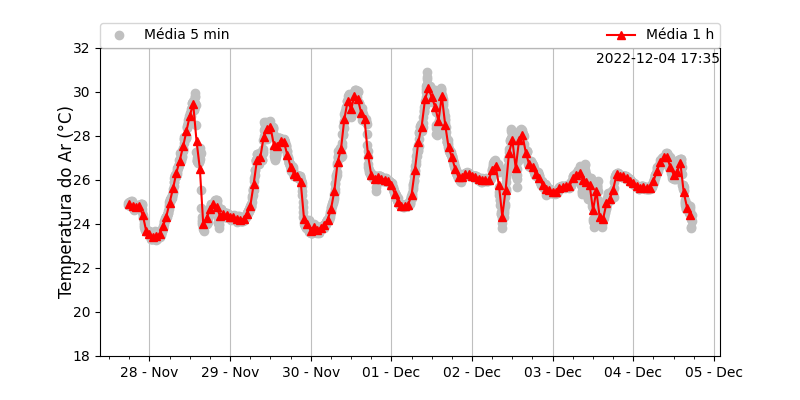 Média 5 min
Média 1 h
2022-12-04 17:35
Temperatura do Ar (°C)
32
30
28
26
24
22
20
18
28 - Nov
29 - Nov
30 - Nov
01 - Dec
02 - Dec
03 - Dec
04 - Dec
05 - Dec